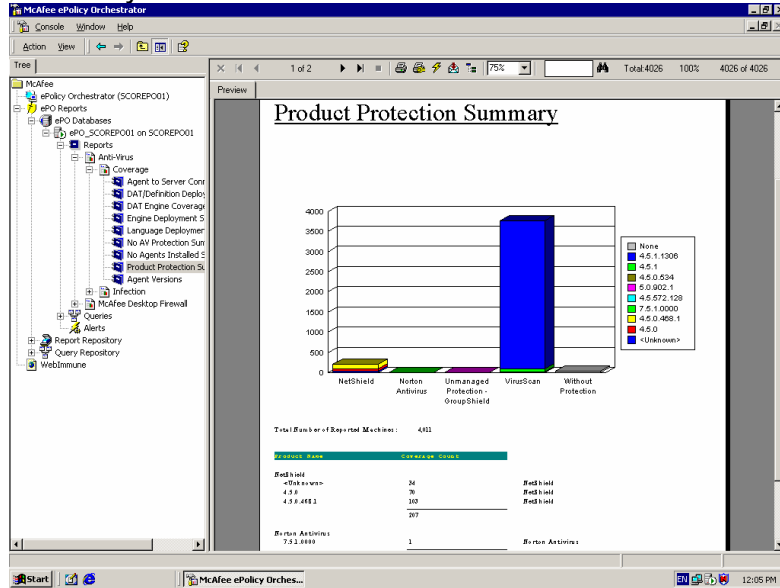 McAfee ePolicy Orchestrator
Console Window Help
Action View
Tree
1 of 2
75%
Total:4026 100% 4026 of 4026
McAfee
ePolicy Orchestrator (SCOREPO01)
ePO Reports
ePO Databases
ePO_SCOREPO01 on SCOREPO01
Reports
Anti-Virus
Coverage
Agent to Server Conr
DAT/Definition Deploy
DAT Engine Coverage
Engine Deployment S
Language Deploymer
No AV Protection Sum
No Agents Installed S
Product Protection Su
Agent Versions
Infection
McAfee Desktop Firewall
Queries
Alerts
Report Repository
Query Repository
WebImmune
Preview
Product Protection Summary
4000
3500
3000
2500
2000
1500
1000
500
0
NetShield
Norton Antivirus
Unmanaged Protection - GroupShield
VirusScan
Without Protection
None
4.5.1.1306
4.5.1
4.5.0.534
5.0.902.1
4.5.572.128
7.5.1.0000
4.5.0.468.1
4.5.0
<Unknown>
Total Number of Reported Machines: 4,011
Product Name Coverage Count
NetShield
<Unknown> 34 NetShield
4.5.0 70 NetShield
4.5.0.468.1 103 NetShield
207
Norton Antivirus
7.5.1.0000 1 Norton Antivirus
Start
McAfee ePolicy Orches...
12:05 PM